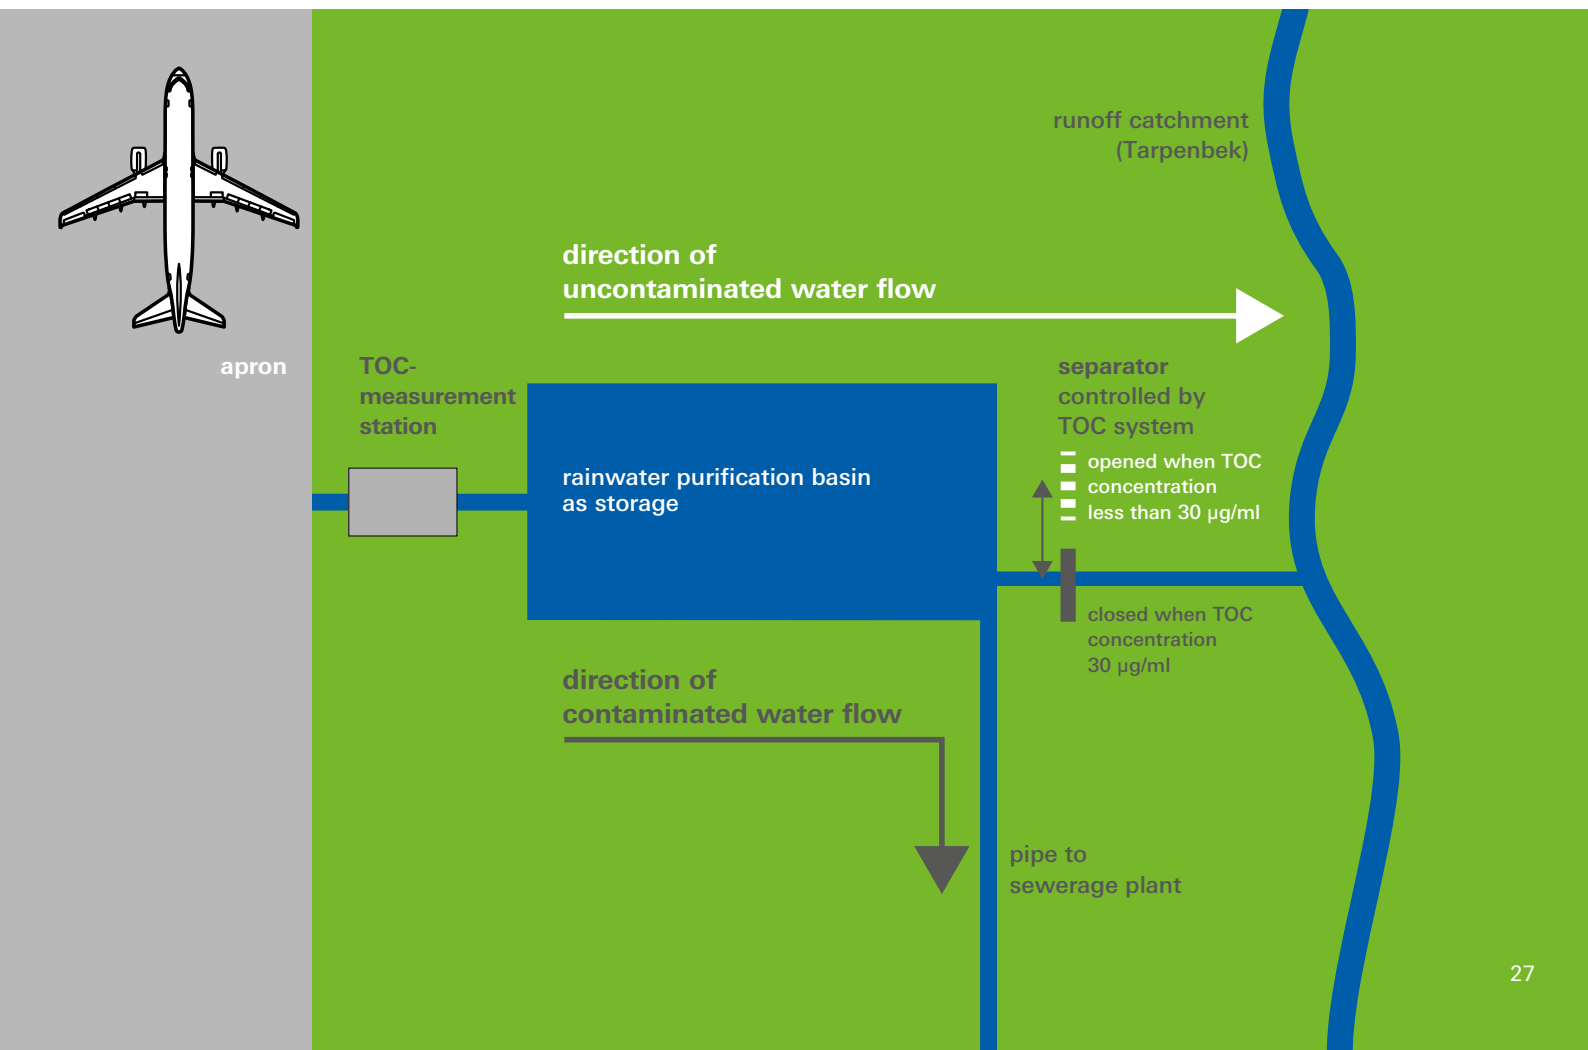 runoff catchment
(Tarpenbek)
direction of
uncontaminated water flow
apron
TOC-
measurement
station
separator
controlled by
TOC system
opened when TOC
concentration
less than 30 µg/ml
rainwater purification basin
as storage
closed when TOC
concentration
30 µg/ml
direction of
contaminated water flow
pipe to
sewerage plant
27